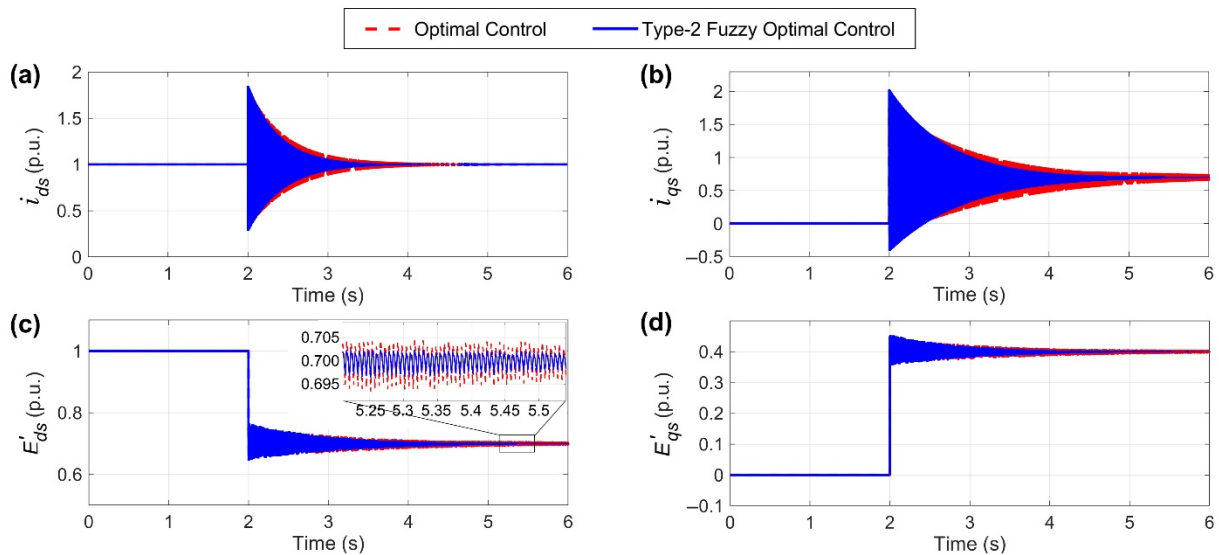 Optimal Control Type-2 Fuzzy Optimal Control
(a)
2
1.5
1
0.5
0
i_ds (p.u.)
0 1 2 3 4 5 6
Time (s)
(b)
2
1.5
1
0.5
0
–0.5
i_qs (p.u.)
0 1 2 3 4 5 6
Time (s)
(c)
1
0.8
0.6
E'_ds (p.u.)
0.705
0.700
0.695
5.25 5.3 5.35 5.4 5.45 5.5
0 1 2 3 4 5 6
Time (s)
(d)
0.4
0.3
0.2
0.1
0
–0.1
E'_qs (p.u.)
0 1 2 3 4 5 6
Time (s)